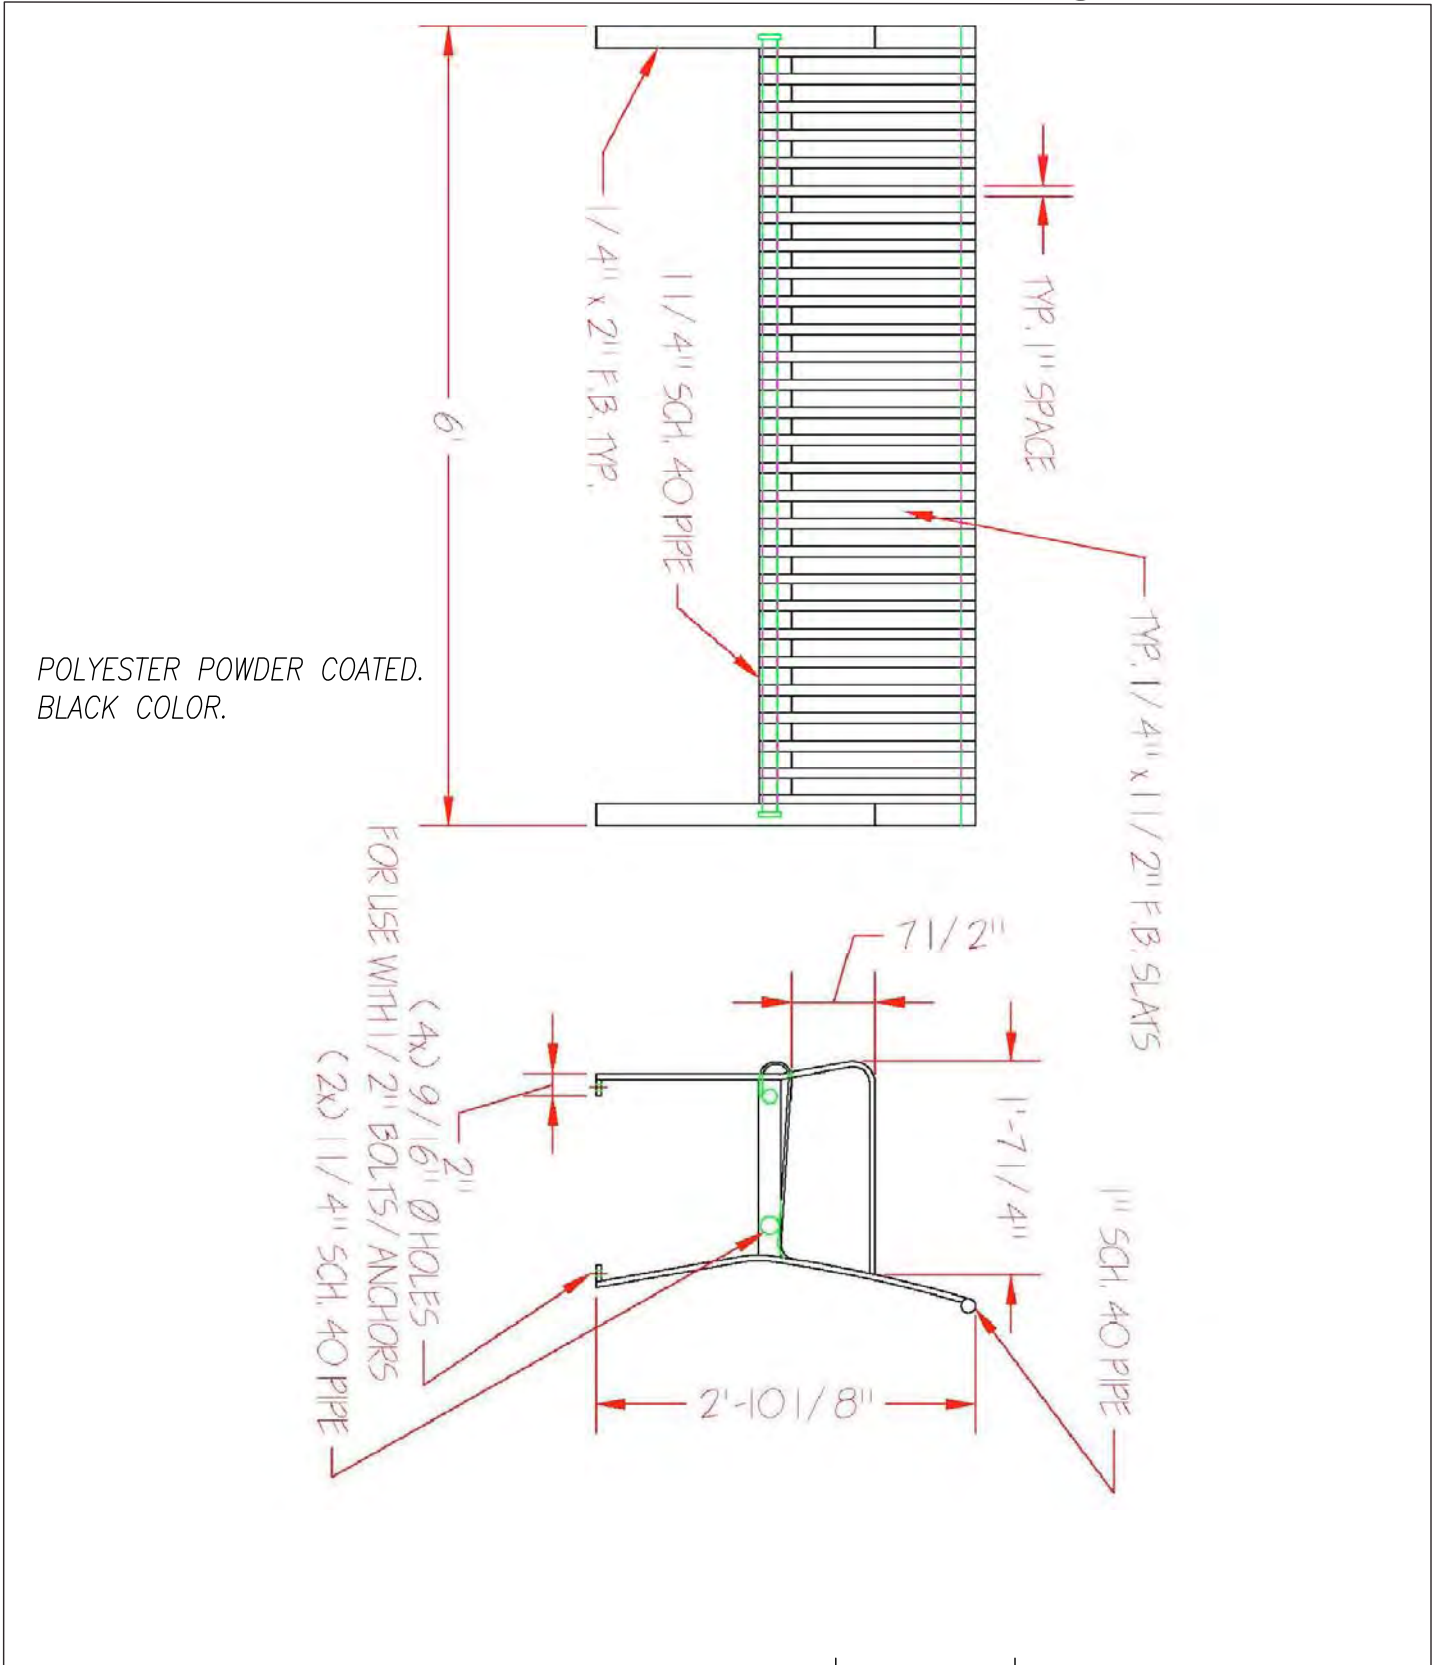 TYP. 1/4" x 1 1/2" F.B. SLATS
TYP. 1" SPACE
1 1/4" SCH. 40 PIPE
1/4" x 2" F.B. TYP.
6'
POLYESTER POWDER COATED.
BLACK COLOR.
7 1/2"
1'-7 1/4"
1" SCH. 40 PIPE
2"
(4x) 9/16" Ø HOLES
FOR USE WITH 1/2" BOLTS/ANCHORS
(2x) 1 1/4" SCH. 40 PIPE
2'-10 1/8"